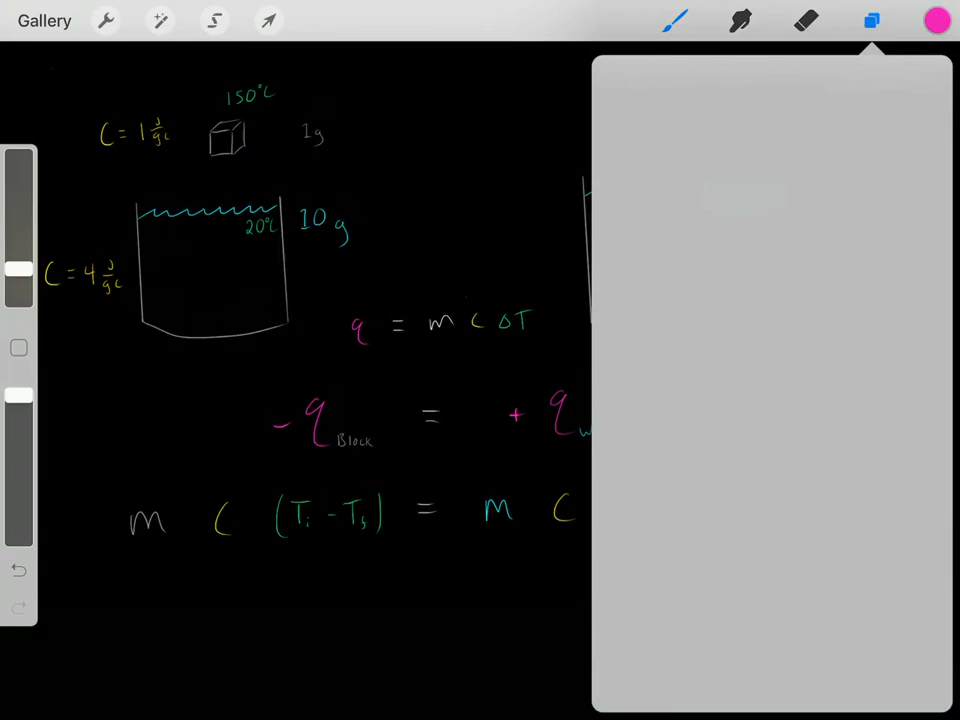 Gallery
150°C
C = 1 J/gC
1g
20°C
10 g
C = 4 J/gC
q = m C ΔT
- q Block = + q w
m C (Ti - Tf) = m C